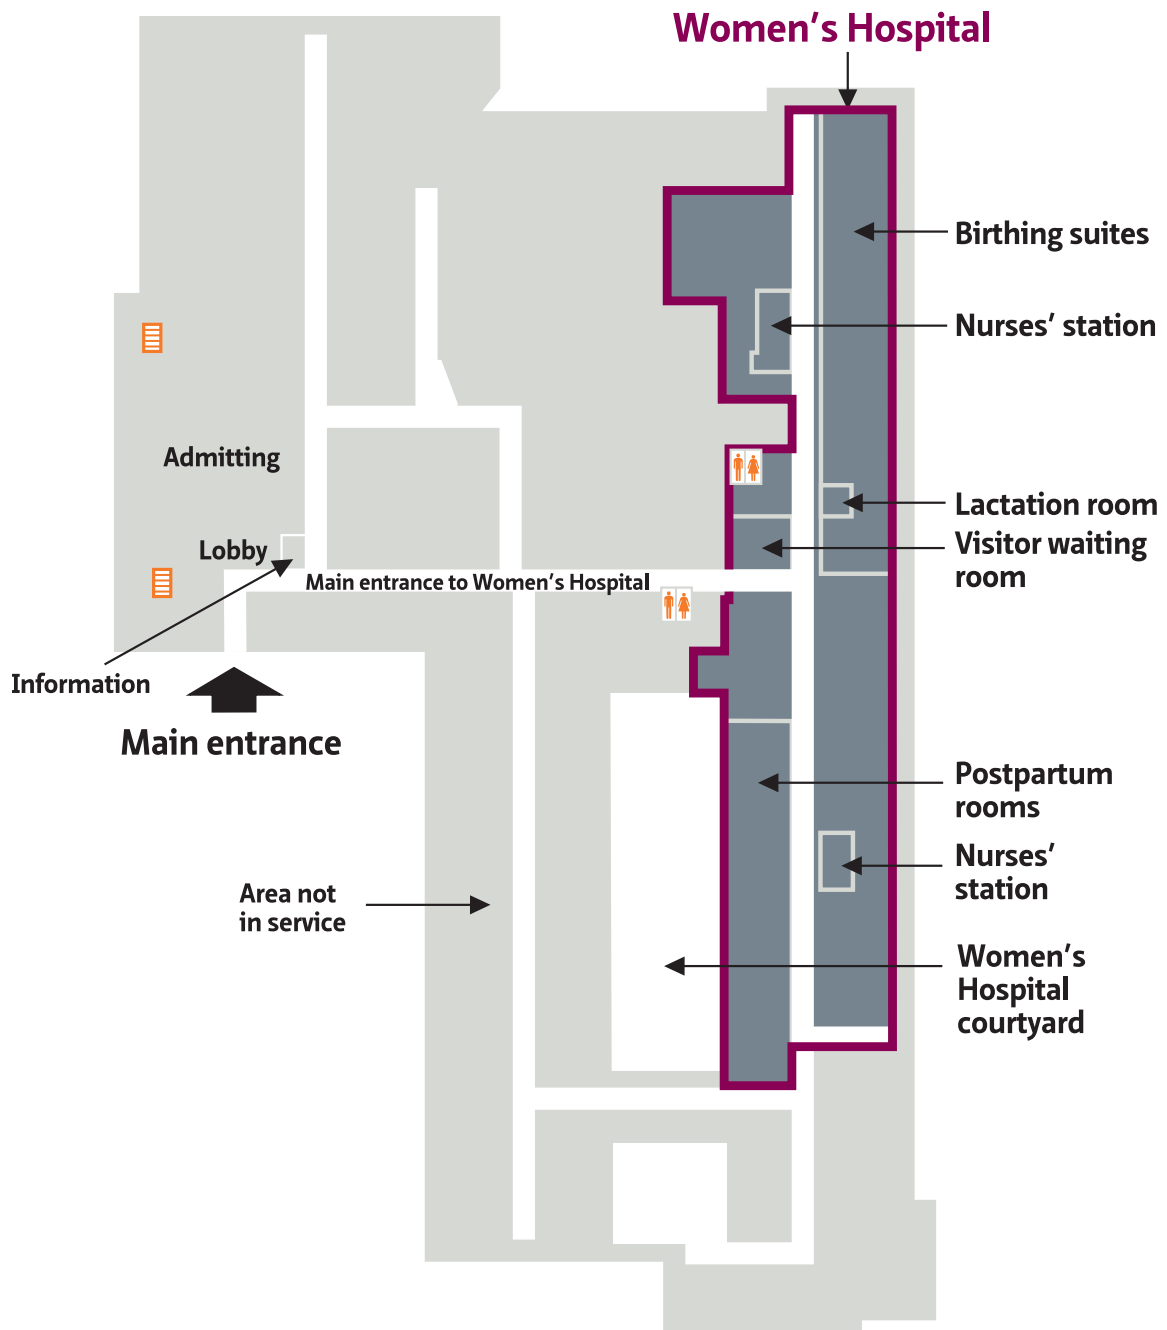 Women's Hospital
Birthing suites
Nurses' station
Admitting
Lactation room
Lobby
Visitor waiting
room
Main entrance to Women's Hospital
Information
Main entrance
Postpartum
rooms
Nurses'
station
Area not
in service
Women's
Hospital
courtyard